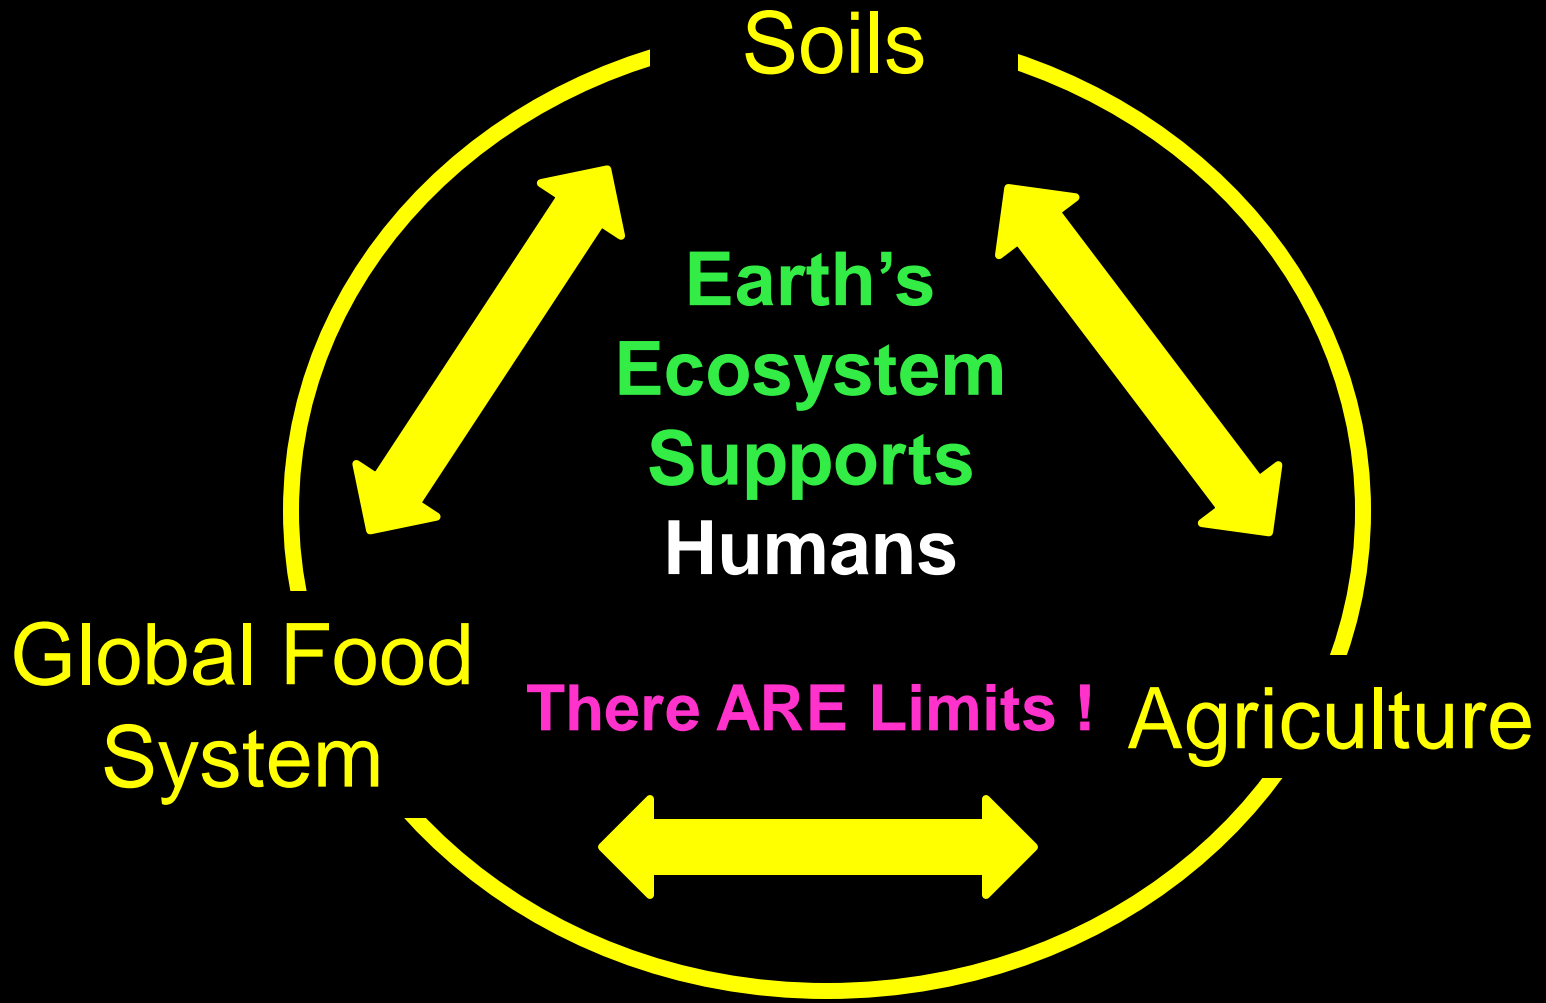 Soils
Earth’s
Ecosystem
Supports
Humans
Global Food
System
There ARE Limits !
Agriculture